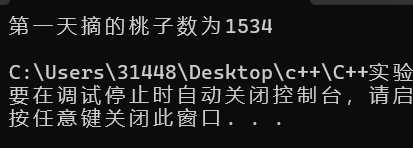 第一天摘的桃子数为1534
C:\Users\31448\Desktop\c++\C++实验
要在调试停止时自动关闭控制台，请启
按任意键关闭此窗口. . .